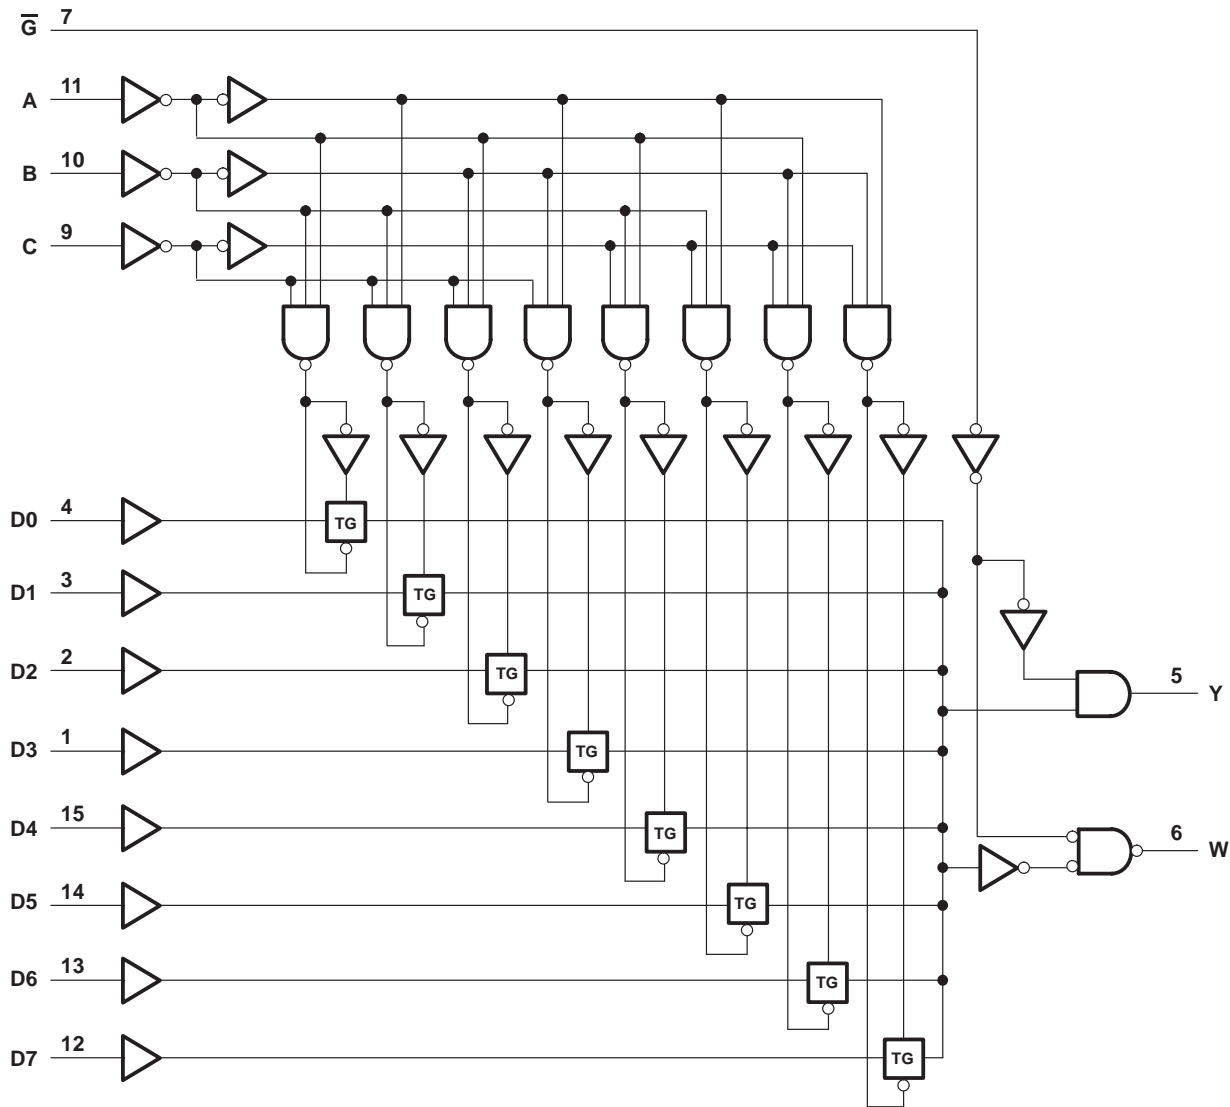 G̅ 7
A 11
B 10
C 9
D0 4
TG
D1 3
TG
D2 2
TG
5 Y
D3 1
TG
D4 15
TG
6 W
D5 14
TG
D6 13
TG
D7 12
TG